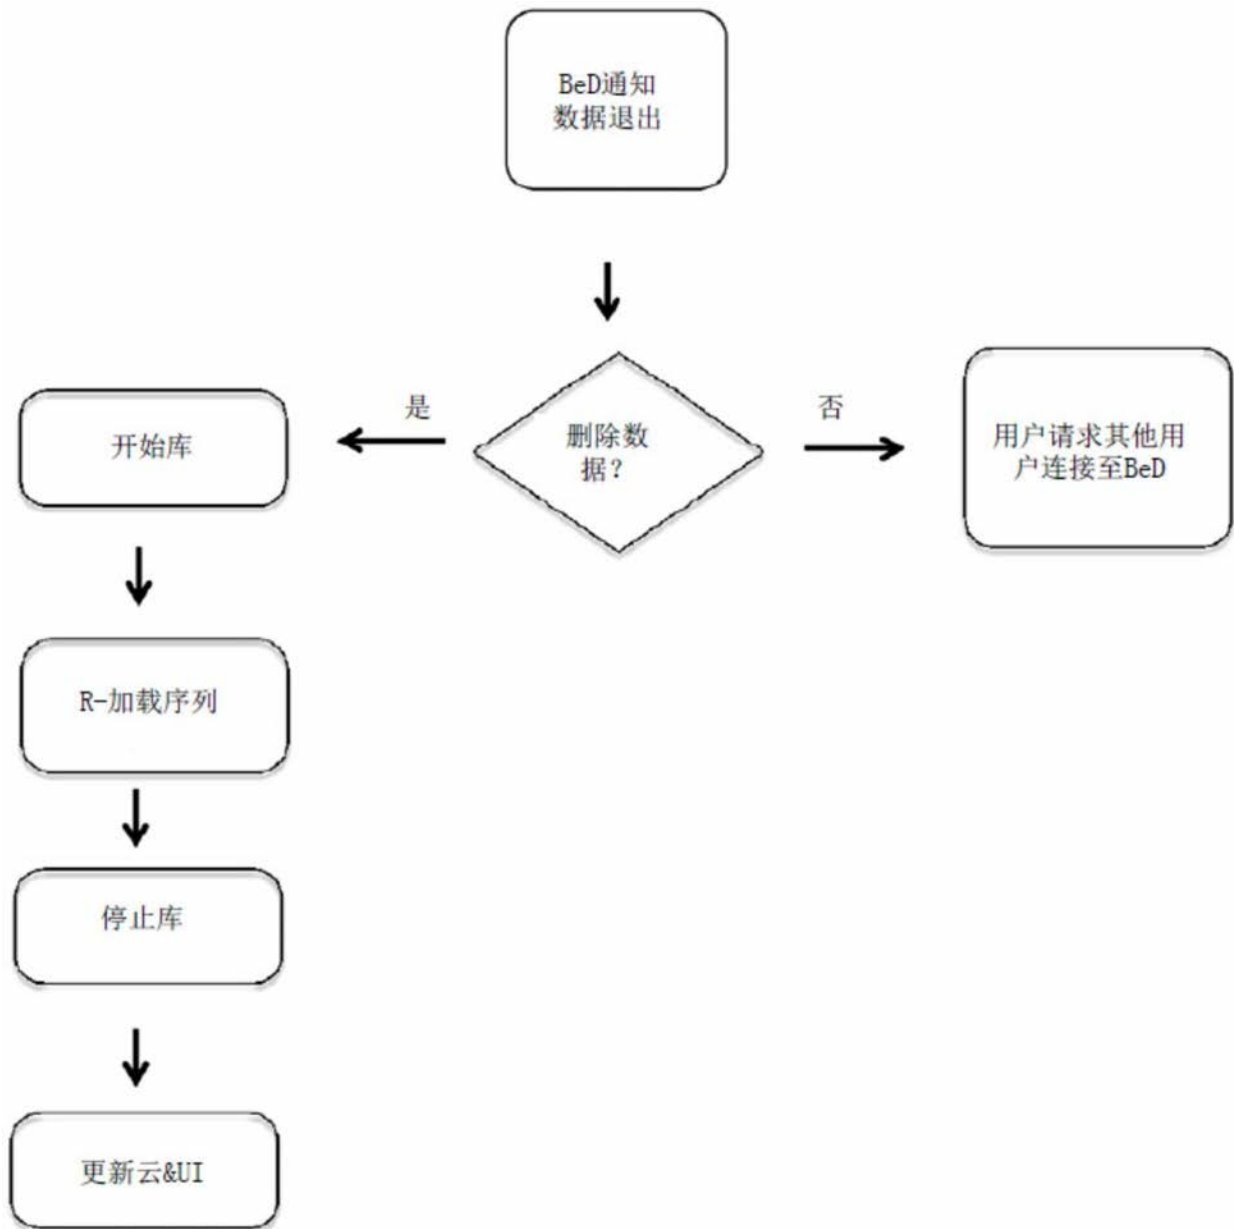 BeD通知
数据退出
是
否
开始库
删除数
据？
用户请求其他用
户连接至BeD
R-加载序列
停止库
更新云&UI